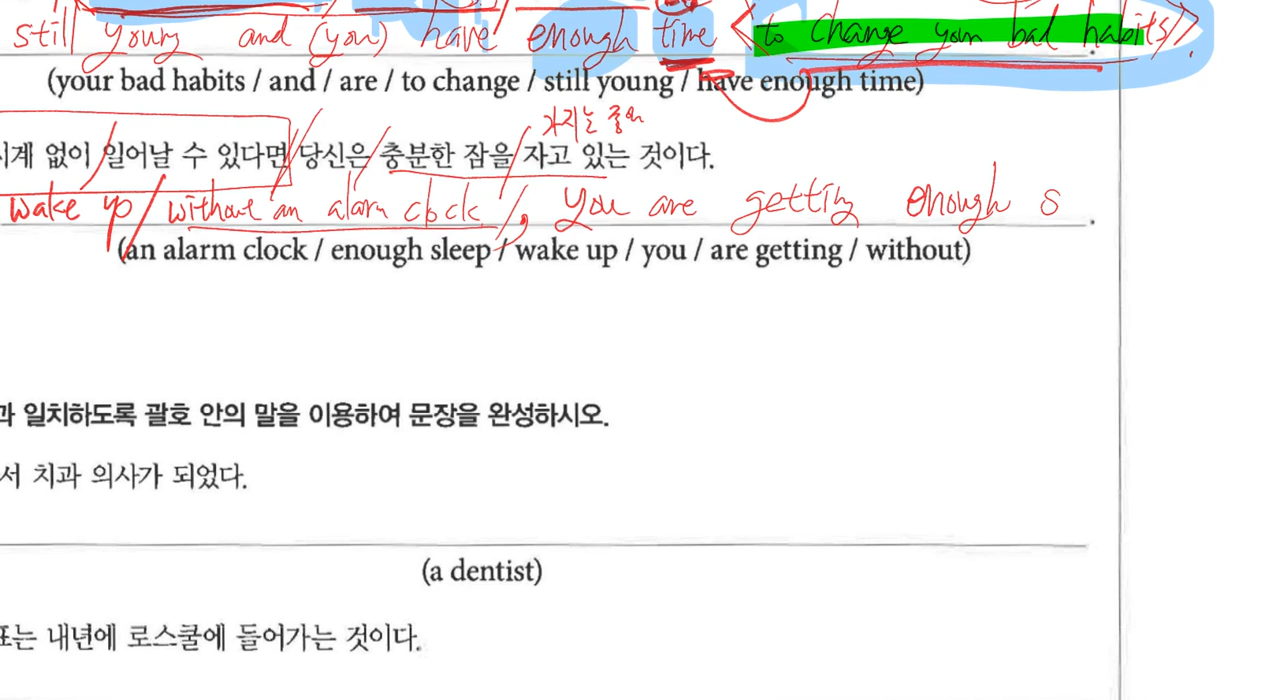 still young and (you) have enough time <to change your bad habits>.
(your bad habits / and / are / to change / still young / have enough time)
자지는 중인
시계 없이 일어날 수 있다면 당신은 충분한 잠을 자고 있는 것이다.
wake up / without an alarm clock, you are getting enough s
(an alarm clock / enough sleep / wake up / you / are getting / without)
과 일치하도록 괄호 안의 말을 이용하여 문장을 완성하시오.
서 치과 의사가 되었다.
(a dentist)
표는 내년에 로스쿨에 들어가는 것이다.